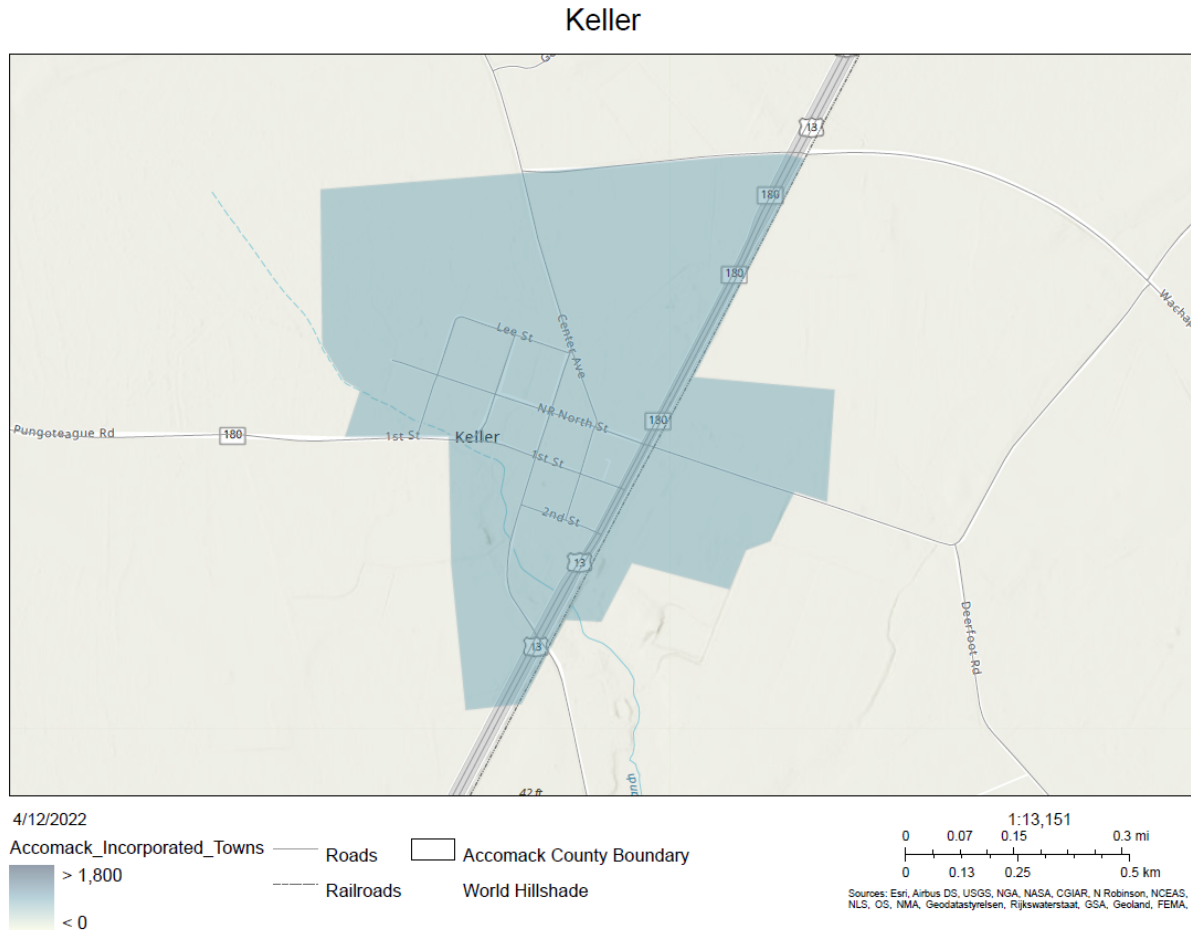 Keller
13
180
180
Lee St
Center Ave
Wachap
NR North St
180
Pungoteague Rd
180
1st St
Keller
1st St
2nd St
13
Deerfoot Rd
13
42 ft
4/12/2022
Accomack_Incorporated_Towns
> 1,800
< 0
Roads
Railroads
Accomack County Boundary
World Hillshade
1:13,151
0 0.07 0.15 0.3 mi
0 0.13 0.25 0.5 km
Sources: Esri, Airbus DS, USGS, NGA, NASA, CGIAR, N Robinson, NCEAS,
NLS, OS, NMA, Geodatastyrelsen, Rijkswaterstaat, GSA, Geoland, FEMA,